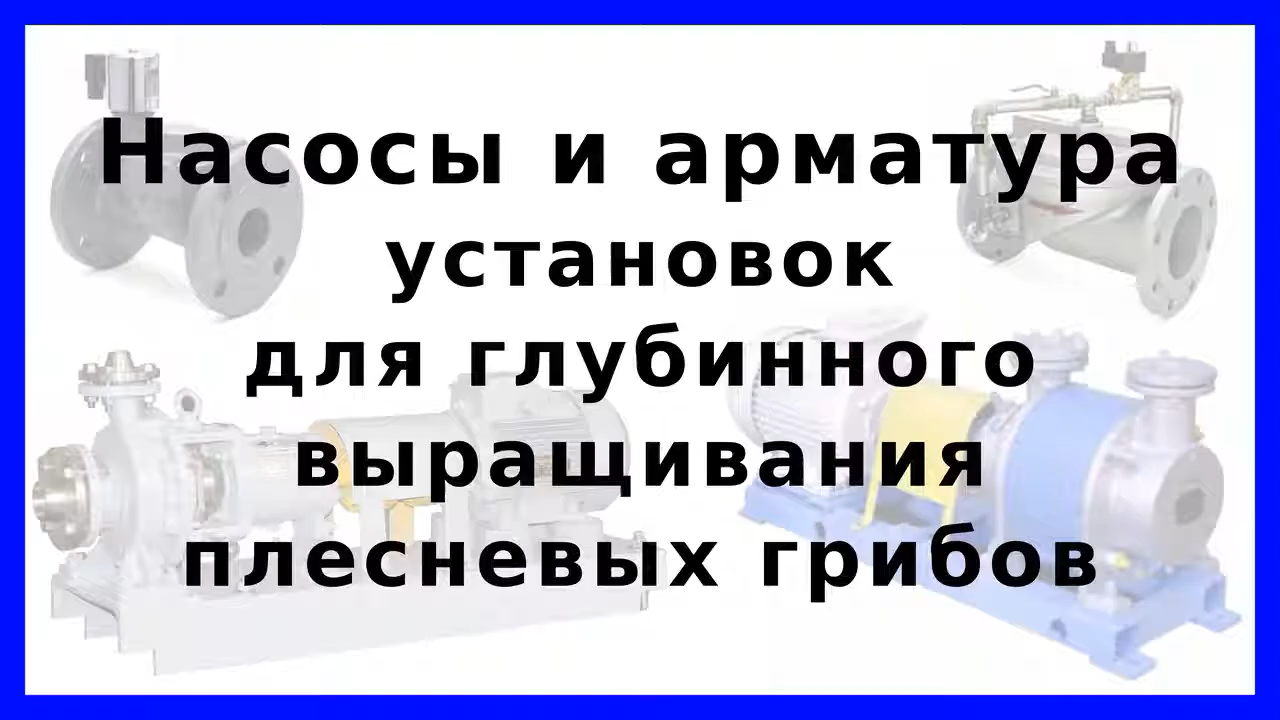 Насосы и арматура
установок
для глубинного
выращивания
плесневых грибов